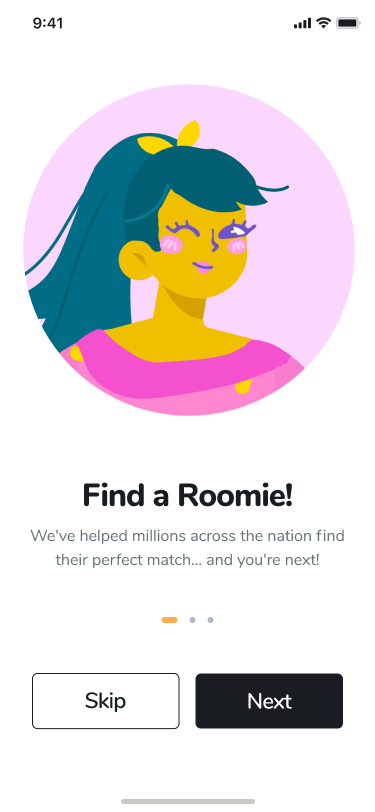 9:41
Find a Roomie!
We've helped millions across the nation find
their perfect match... and you're next!
Skip
Next